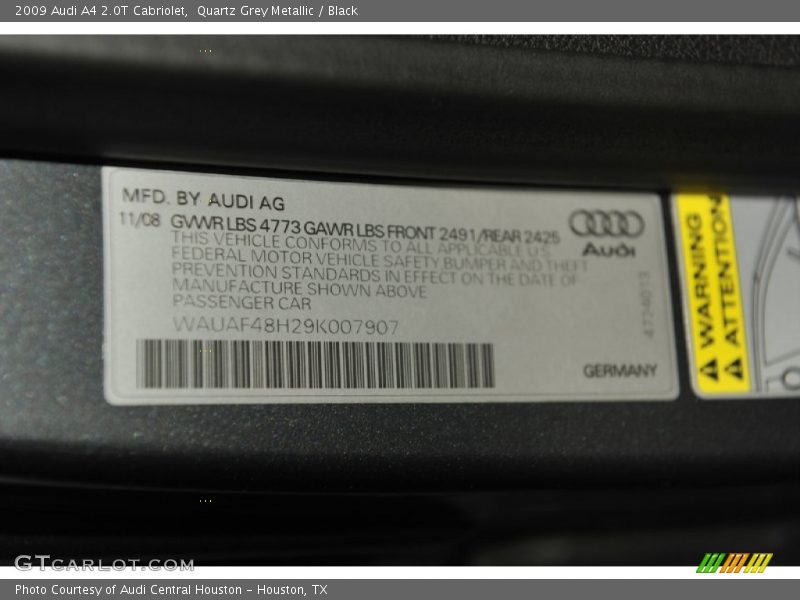 2009 Audi A4 2.0T Cabriolet,  Quartz Grey Metallic / Black
MFD. BY AUDI AG
11/08 GVWR LBS 4773 GAWR LBS FRONT 2491/REAR 2425
THIS VEHICLE CONFORMS TO ALL APPLICABLE U.S.
FEDERAL MOTOR VEHICLE SAFETY BUMPER AND THEFT
PREVENTION STANDARDS IN EFFECT ON THE DATE OF
MANUFACTURE SHOWN ABOVE
PASSENGER CAR
WAUAF48H29K007907
Audi
4724013
GERMANY
WARNING
ATTENTION
GTCARLOT.COM
Photo Courtesy of Audi Central Houston - Houston, TX